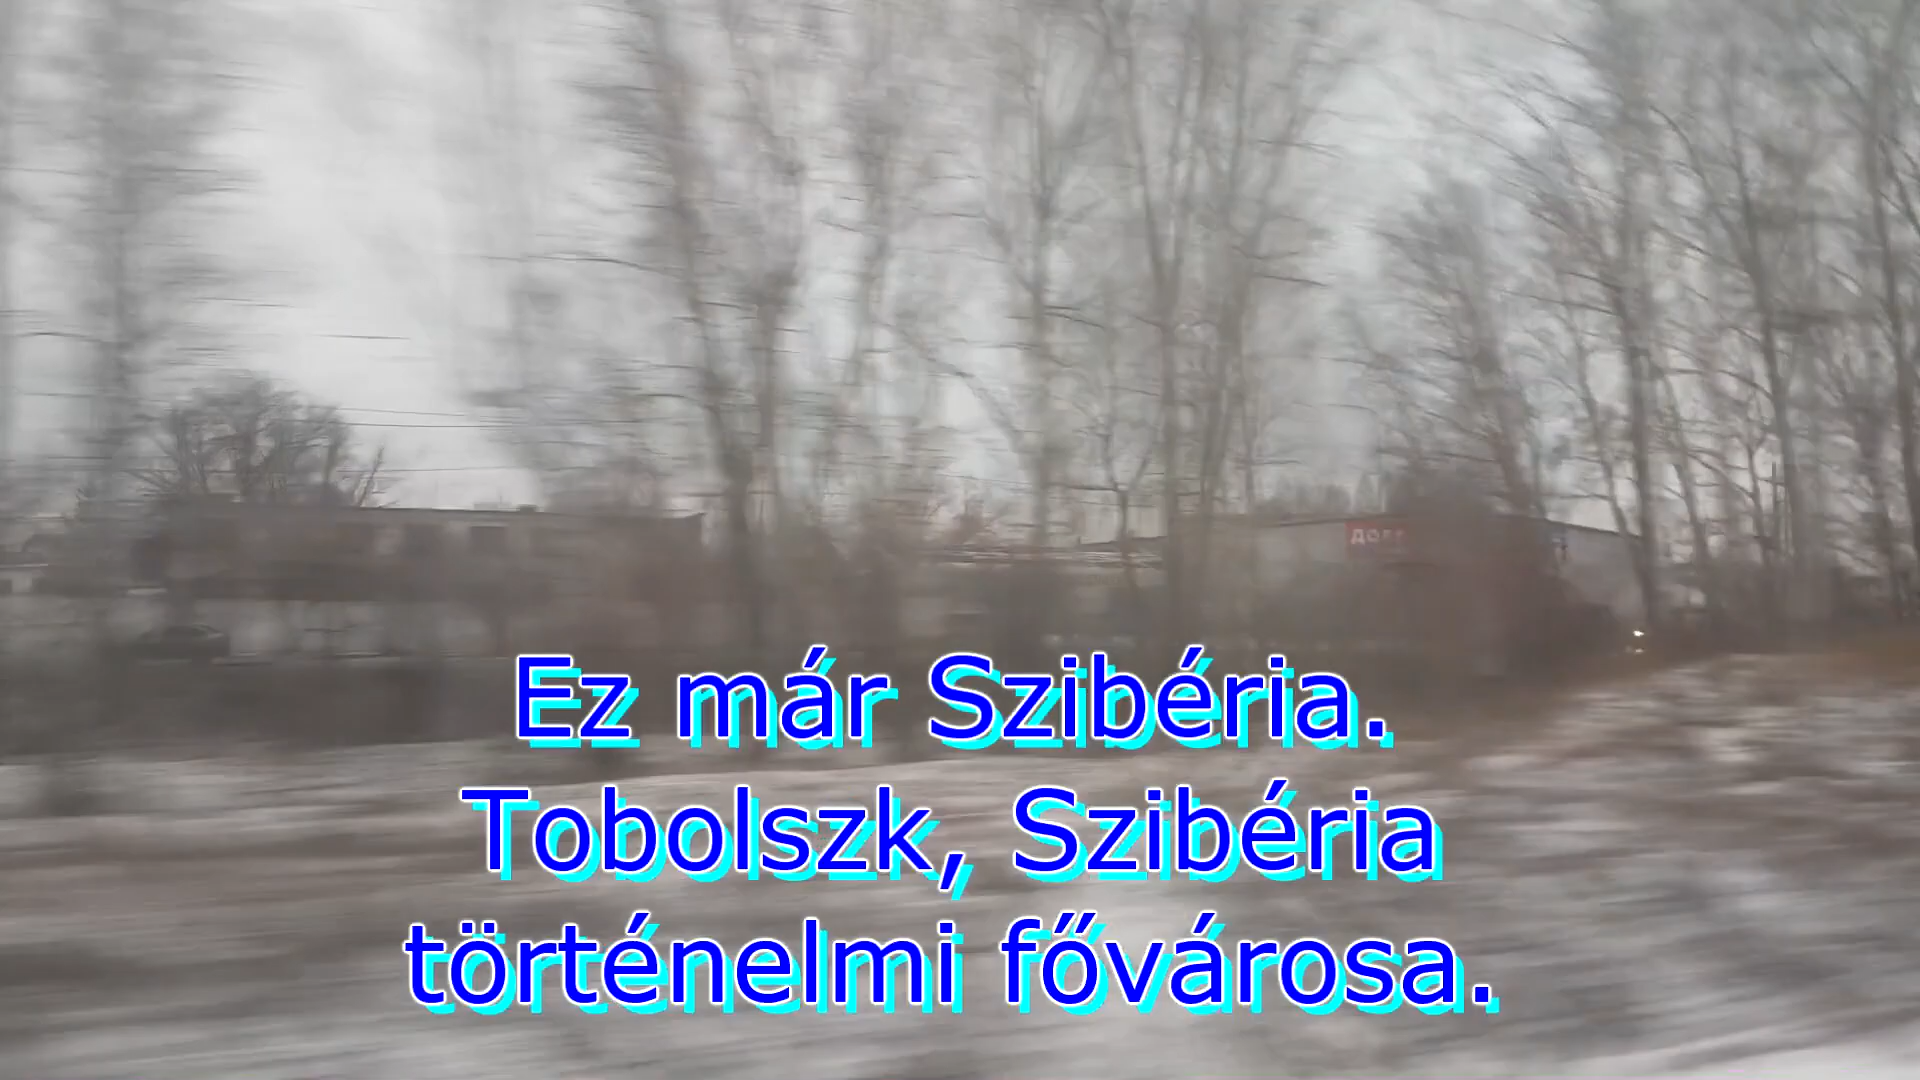 Ez már Szibéria.
Tobolszk, Szibéria
történelmi fővárosa.